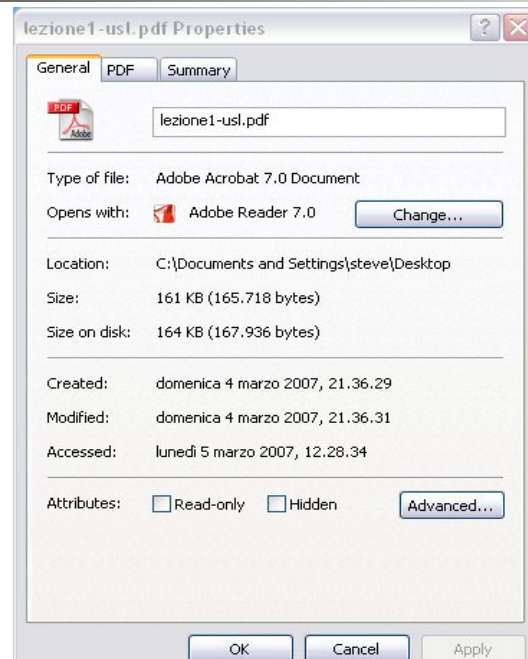 lezione1-usl.pdf Properties
General PDF Summary
PDF
Adobe
lezione1-usl.pdf
Type of file: Adobe Acrobat 7.0 Document
Opens with: Adobe Reader 7.0 Change...
Location: C:\Documents and Settings\steve\Desktop
Size: 161 KB (165.718 bytes)
Size on disk: 164 KB (167.936 bytes)
Created: domenica 4 marzo 2007, 21.36.29
Modified: domenica 4 marzo 2007, 21.36.31
Accessed: lunedì 5 marzo 2007, 12.28.34
Attributes: Read-only Hidden Advanced...
OK Cancel Apply